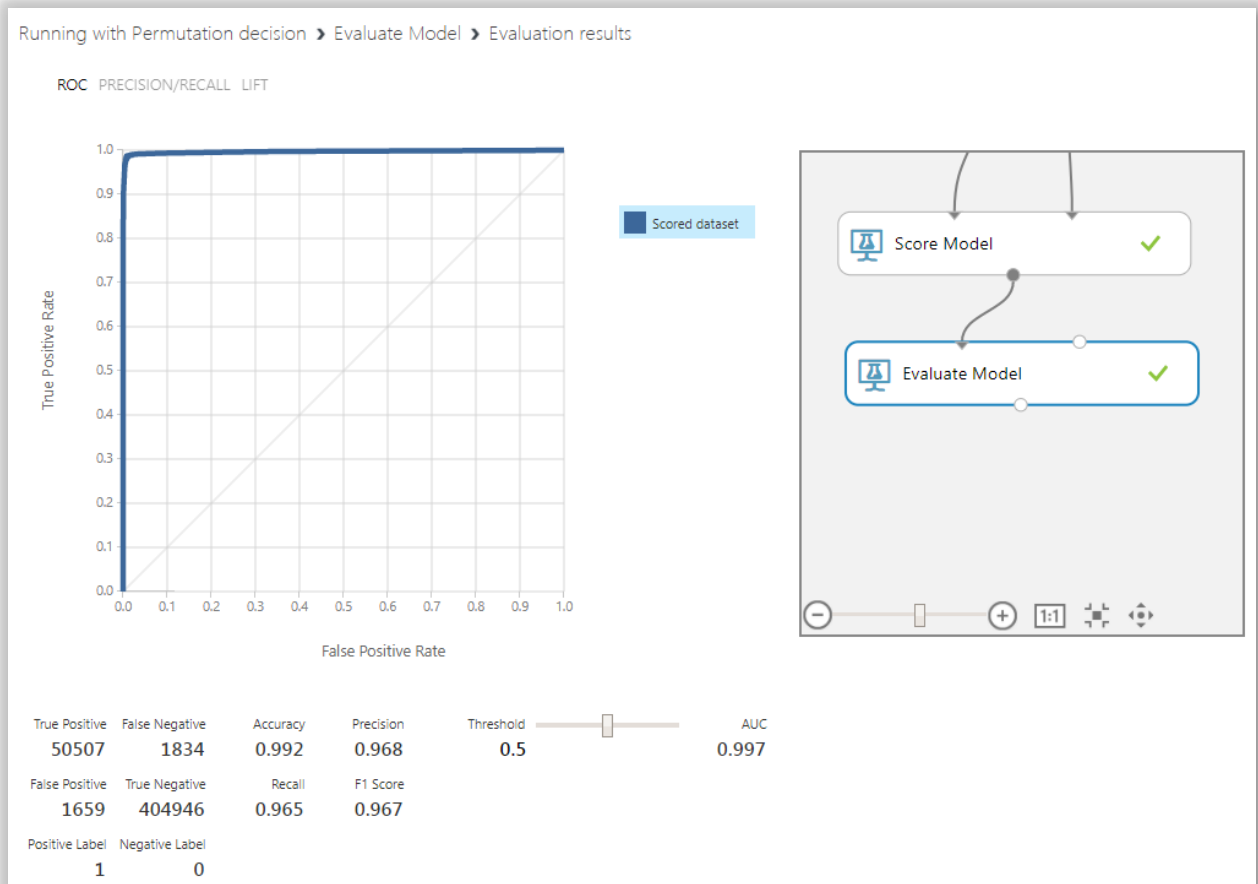 Running with Permutation decision › Evaluate Model › Evaluation results
ROC PRECISION/RECALL LIFT
1.0
0.9
0.8
0.7
0.6
0.5
0.4
0.3
0.2
0.1
0.0
True Positive Rate
0.0 0.1 0.2 0.3 0.4 0.5 0.6 0.7 0.8 0.9 1.0
False Positive Rate
Scored dataset
Score Model
Evaluate Model
1:1
True Positive False Negative Accuracy Precision Threshold AUC
50507 1834 0.992 0.968 0.5 0.997
False Positive True Negative Recall F1 Score
1659 404946 0.965 0.967
Positive Label Negative Label
1 0